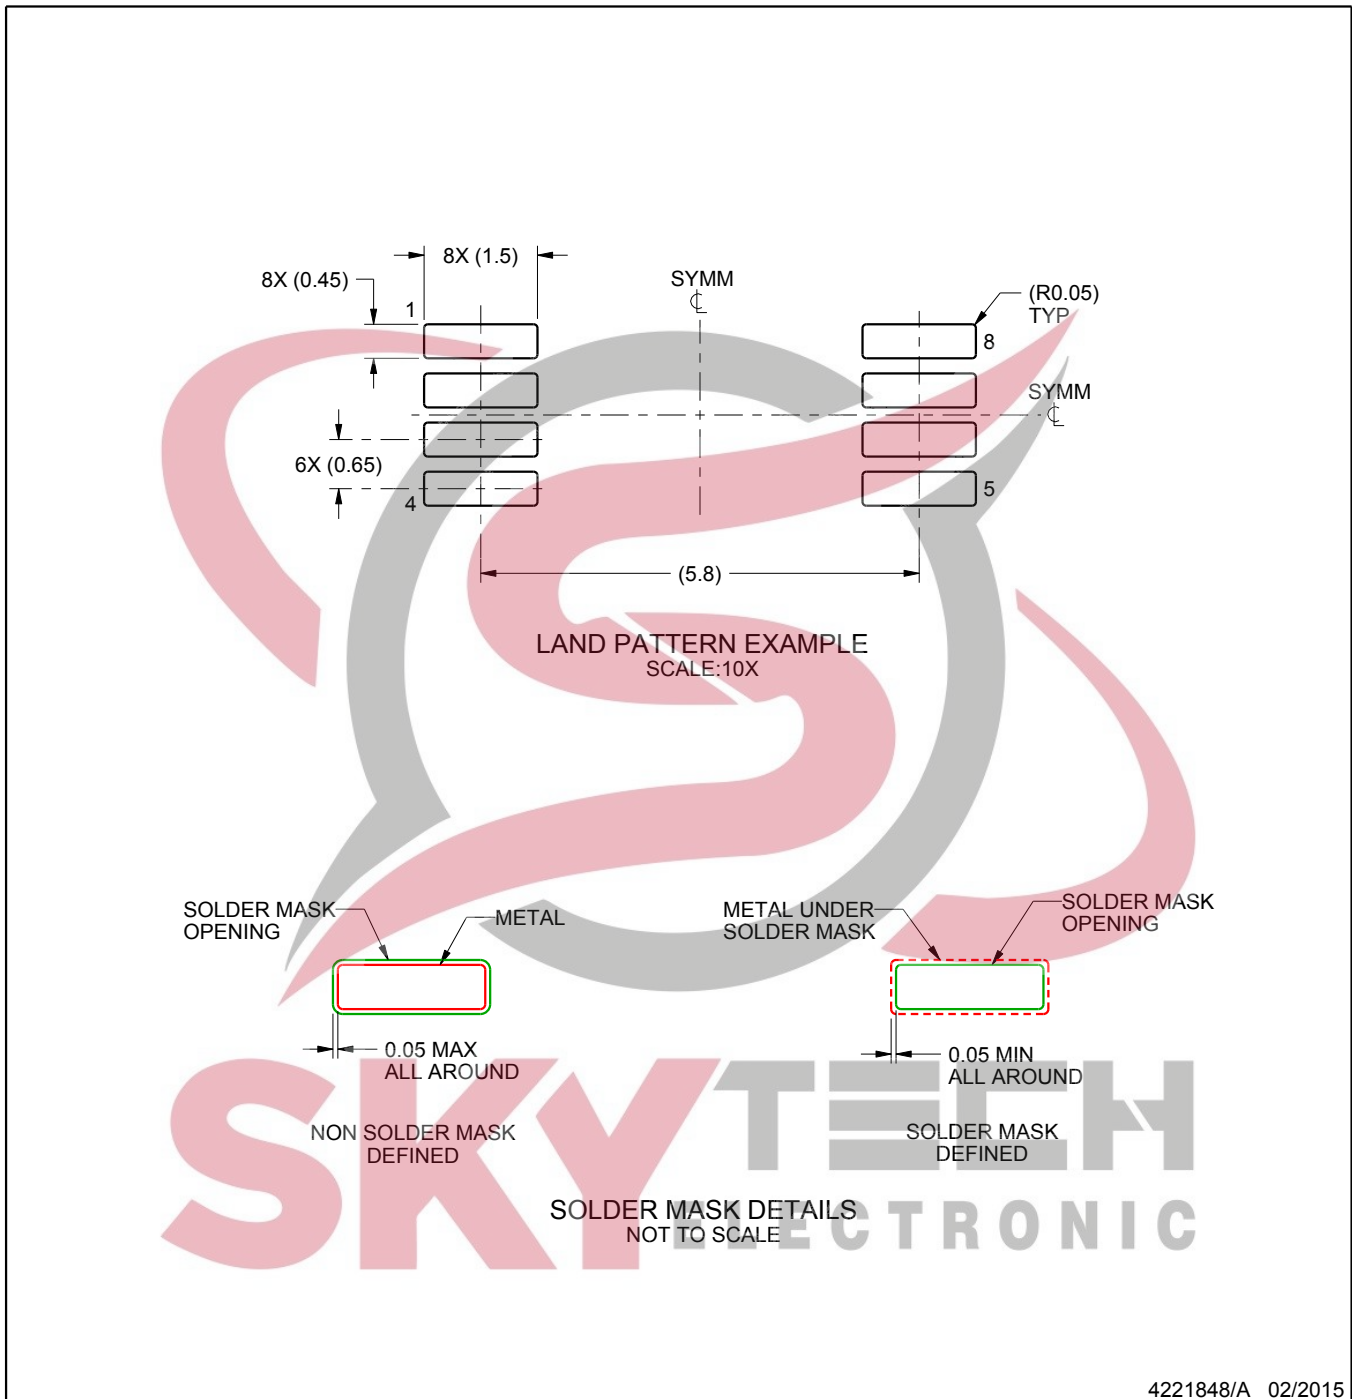 8X (1.5)
8X (0.45)
SYMM
(R0.05)
TYP
1
8
SYMM
6X (0.65)
4
5
(5.8)
LAND PATTERN EXAMPLE
SCALE:10X
SOLDER MASK
OPENING
METAL
METAL UNDER
SOLDER MASK
SOLDER MASK
OPENING
0.05 MAX
ALL AROUND
0.05 MIN
ALL AROUND
NON SOLDER MASK
DEFINED
SOLDER MASK
DEFINED
SKYTECH
ELECTRONIC
SOLDER MASK DETAILS
NOT TO SCALE
4221848/A 02/2015